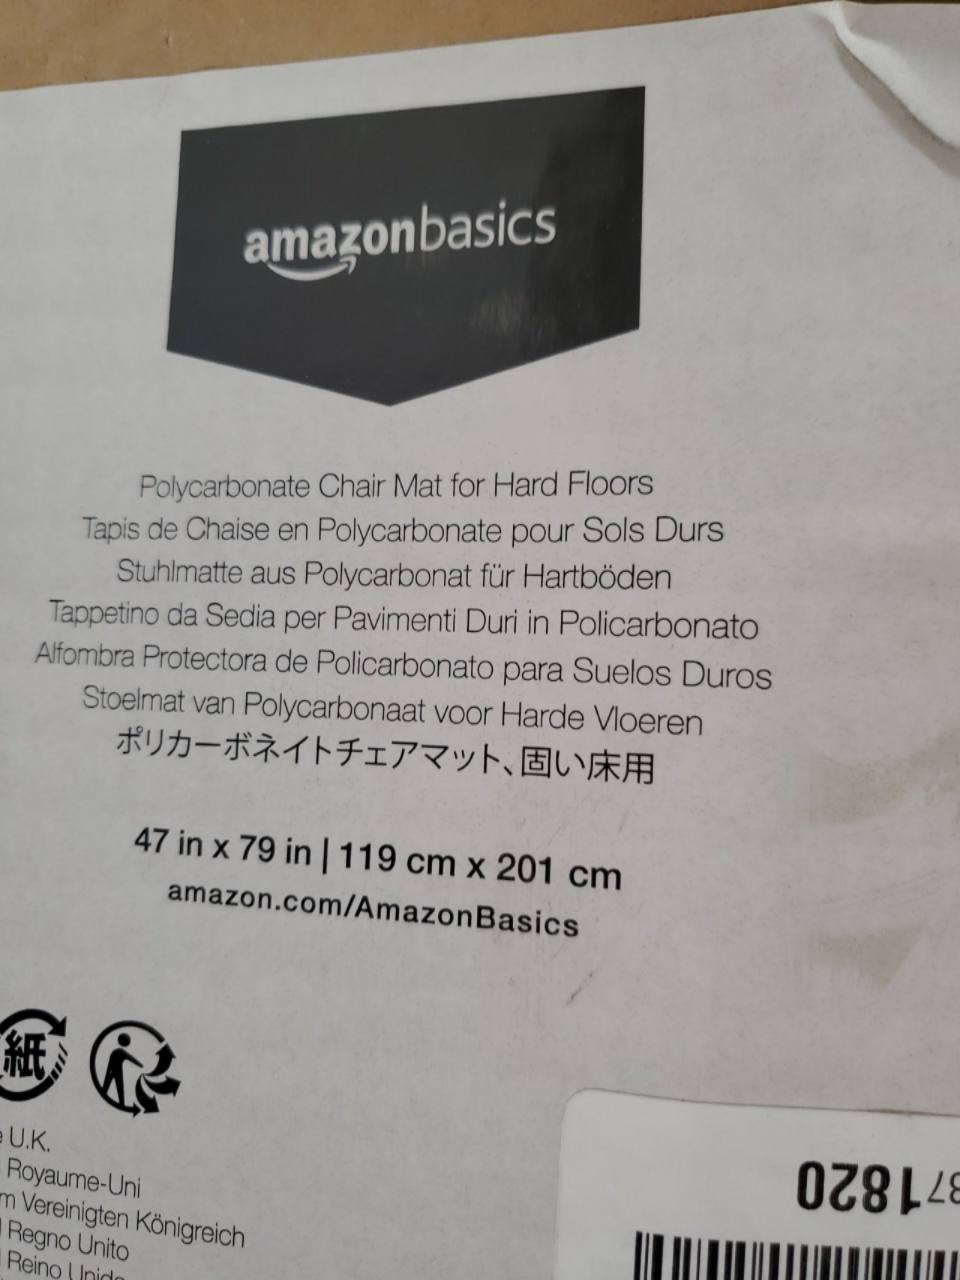 amazonbasics
Polycarbonate Chair Mat for Hard Floors
Tapis de Chaise en Polycarbonate pour Sols Durs
Stuhlmatte aus Polycarbonat für Hartböden
Tappetino da Sedia per Pavimenti Duri in Policarbonato
Alfombra Protectora de Policarbonato para Suelos Duros
Stoelmat van Polycarbonaat voor Harde Vloeren
ポリカーボネイトチェアマット、固い床用
47 in x 79 in | 119 cm x 201 cm
amazon.com/AmazonBasics
紙
U.K.
Royaume-Uni
Vereinigten Königreich
Regno Unito
Reino